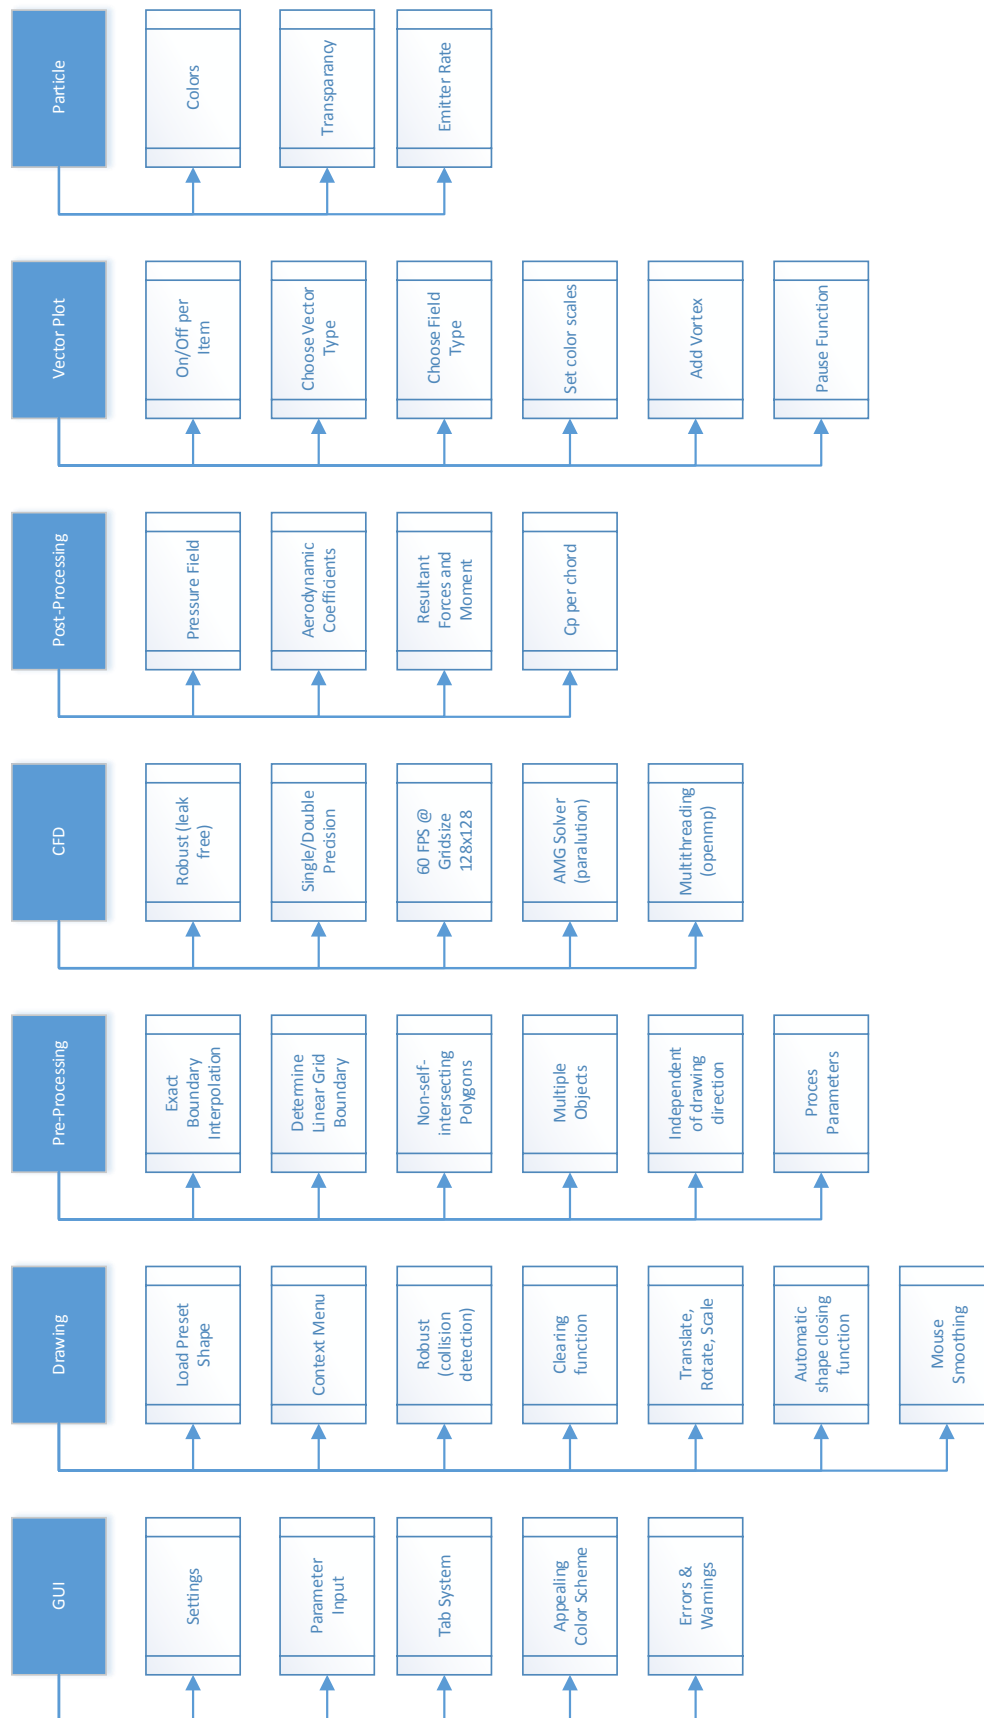 GUI
Settings
Parameter
Input
Tab System
Appealing
Color Scheme
Errors &
Warnings
Drawing
Load Preset
Shape
Context Menu
Robust
(collision
detection)
Clearing
function
Translate,
Rotate, Scale
Automatic
shape closing
function
Mouse
Smoothing
Pre-Processing
Exact
Boundary
Interpolation
Determine
Linear Grid
Boundary
Non-self-
intersecting
Polygons
Multiple
Objects
Independent
of drawing
direction
Proces
Parameters
CFD
Robust (leak
free)
Single/Double
Precision
60 FPS @
Gridsize
128x128
AMG Solver
(paralution)
Multithreading
(openmp)
Post-Processing
Pressure Field
Aerodynamic
Coefficients
Resultant
Forces and
Moment
Cp per chord
Vector Plot
On/Off per
Item
Choose Vector
Type
Choose Field
Type
Set color scales
Add Vortex
Pause Function
Particle
Colors
Transparancy
Emitter Rate